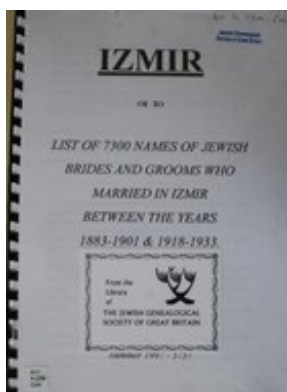 IZMIR
LIST OF 7300 NAMES OF JEWISH
BRIDES AND GROOMS WHO
MARRIED IN IZMIR
BETWEEN THE YEARS
1883-1901 & 1918-1933.
From the
Library
of
THE JEWISH GENEALOGICAL
SOCIETY OF GREAT BRITAIN